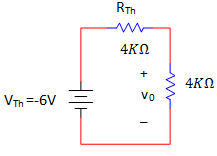 R_Th
4KΩ
+
4KΩ
V_Th=-6V
v_0
–